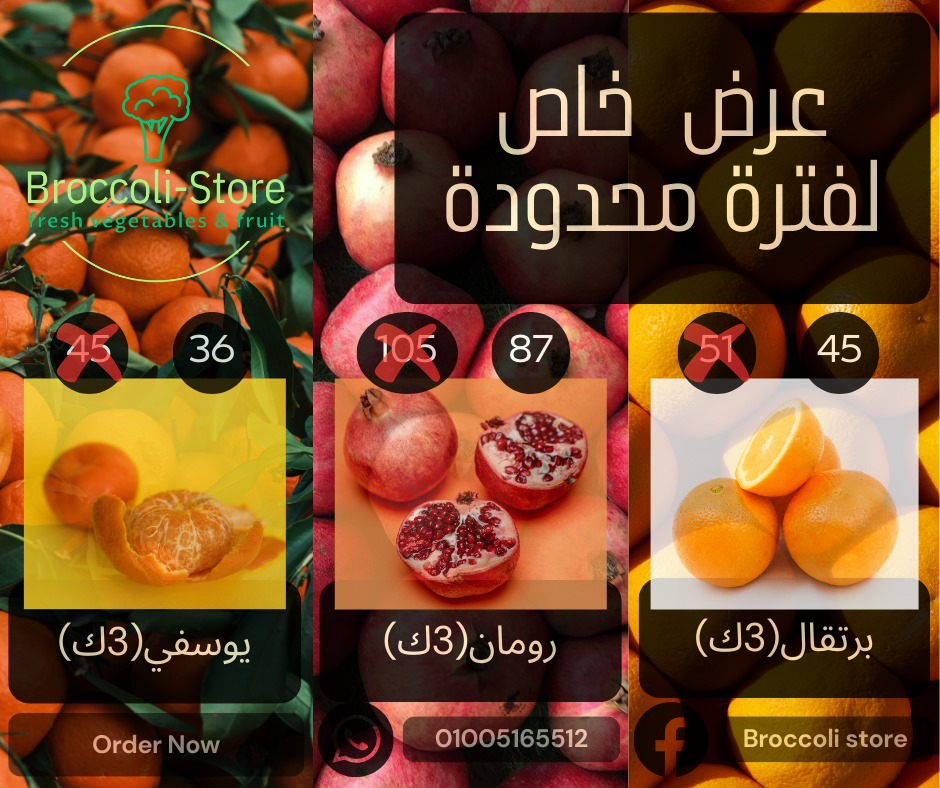 Broccoli-Store
fresh vegetables & fruit
عرض خاص
لفترة محدودة
45 36
105 87
51 45
يوسفي(3ك)
رومان(3ك)
برتقال(3ك)
Order Now
01005165512
Broccoli store